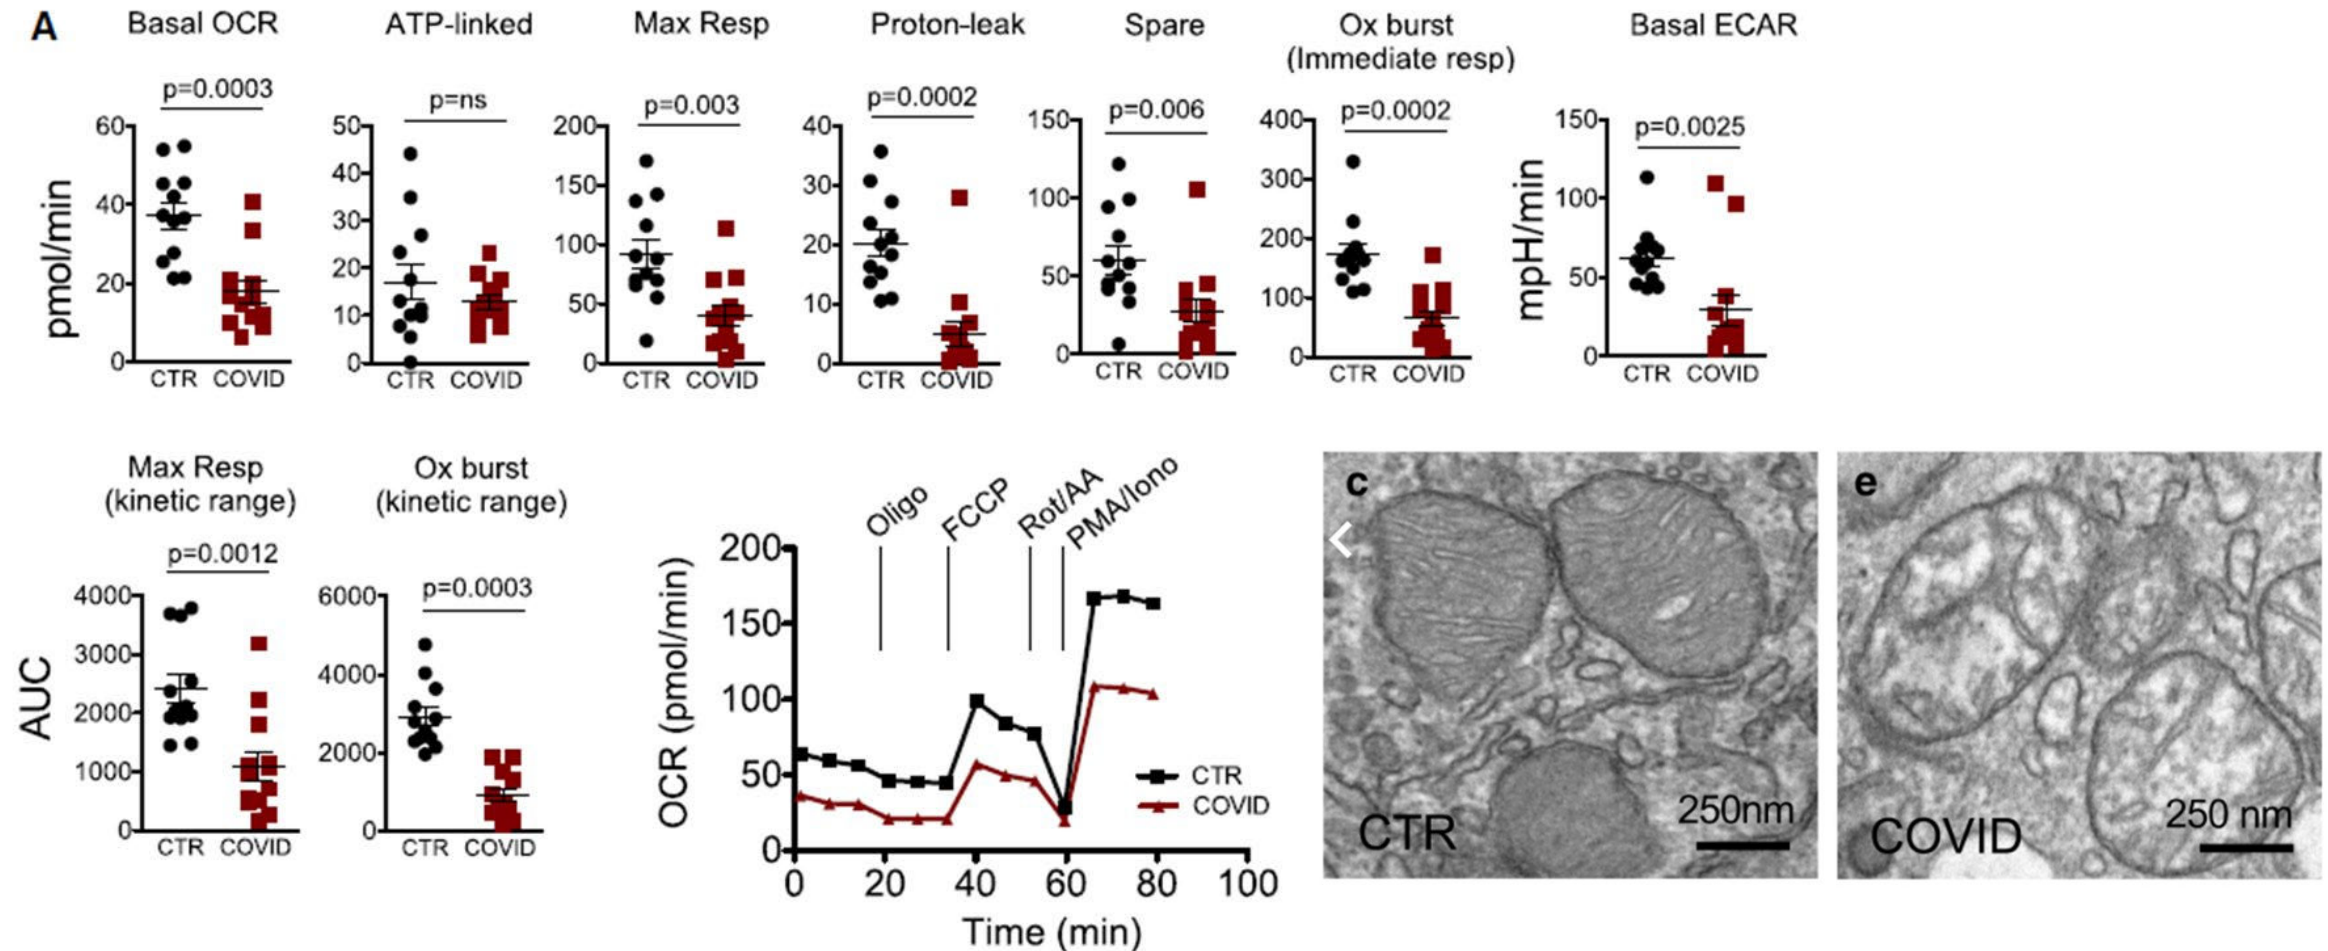 A
Basal OCR
p=0.0003
pmol/min
60
40
20
0
CTR COVID
ATP-linked
p=ns
50
40
30
20
10
0
CTR COVID
Max Resp
p=0.003
200
150
100
50
0
CTR COVID
Proton-leak
p=0.0002
40
30
20
10
0
CTR COVID
Spare
p=0.006
150
100
50
0
CTR COVID
Ox burst
(Immediate resp)
p=0.0002
400
300
200
100
0
CTR COVID
Basal ECAR
p=0.0025
mpH/min
150
100
50
0
CTR COVID
Max Resp
(kinetic range)
p=0.0012
AUC
4000
3000
2000
1000
0
CTR COVID
Ox burst
(kinetic range)
p=0.0003
6000
4000
2000
0
CTR COVID
Oligo
FCCP
Rot/AA
PMA/Iono
OCR (pmol/min)
200
150
100
50
0
0 20 40 60 80 100
Time (min)
CTR
COVID
c
CTR
250nm
e
COVID
250 nm